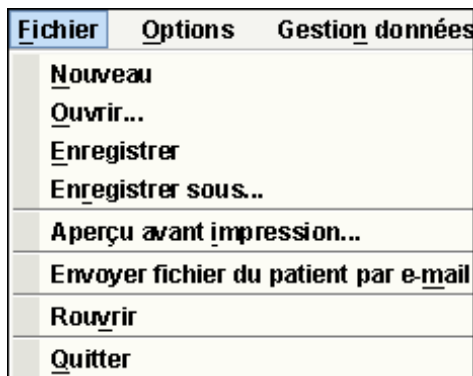 Fichier Options Gestion données
Nouveau
Ouvrir...
Enregistrer
Enregistrer sous...
Aperçu avant impression...
Envoyer fichier du patient par e-mail
Rouvrir
Quitter